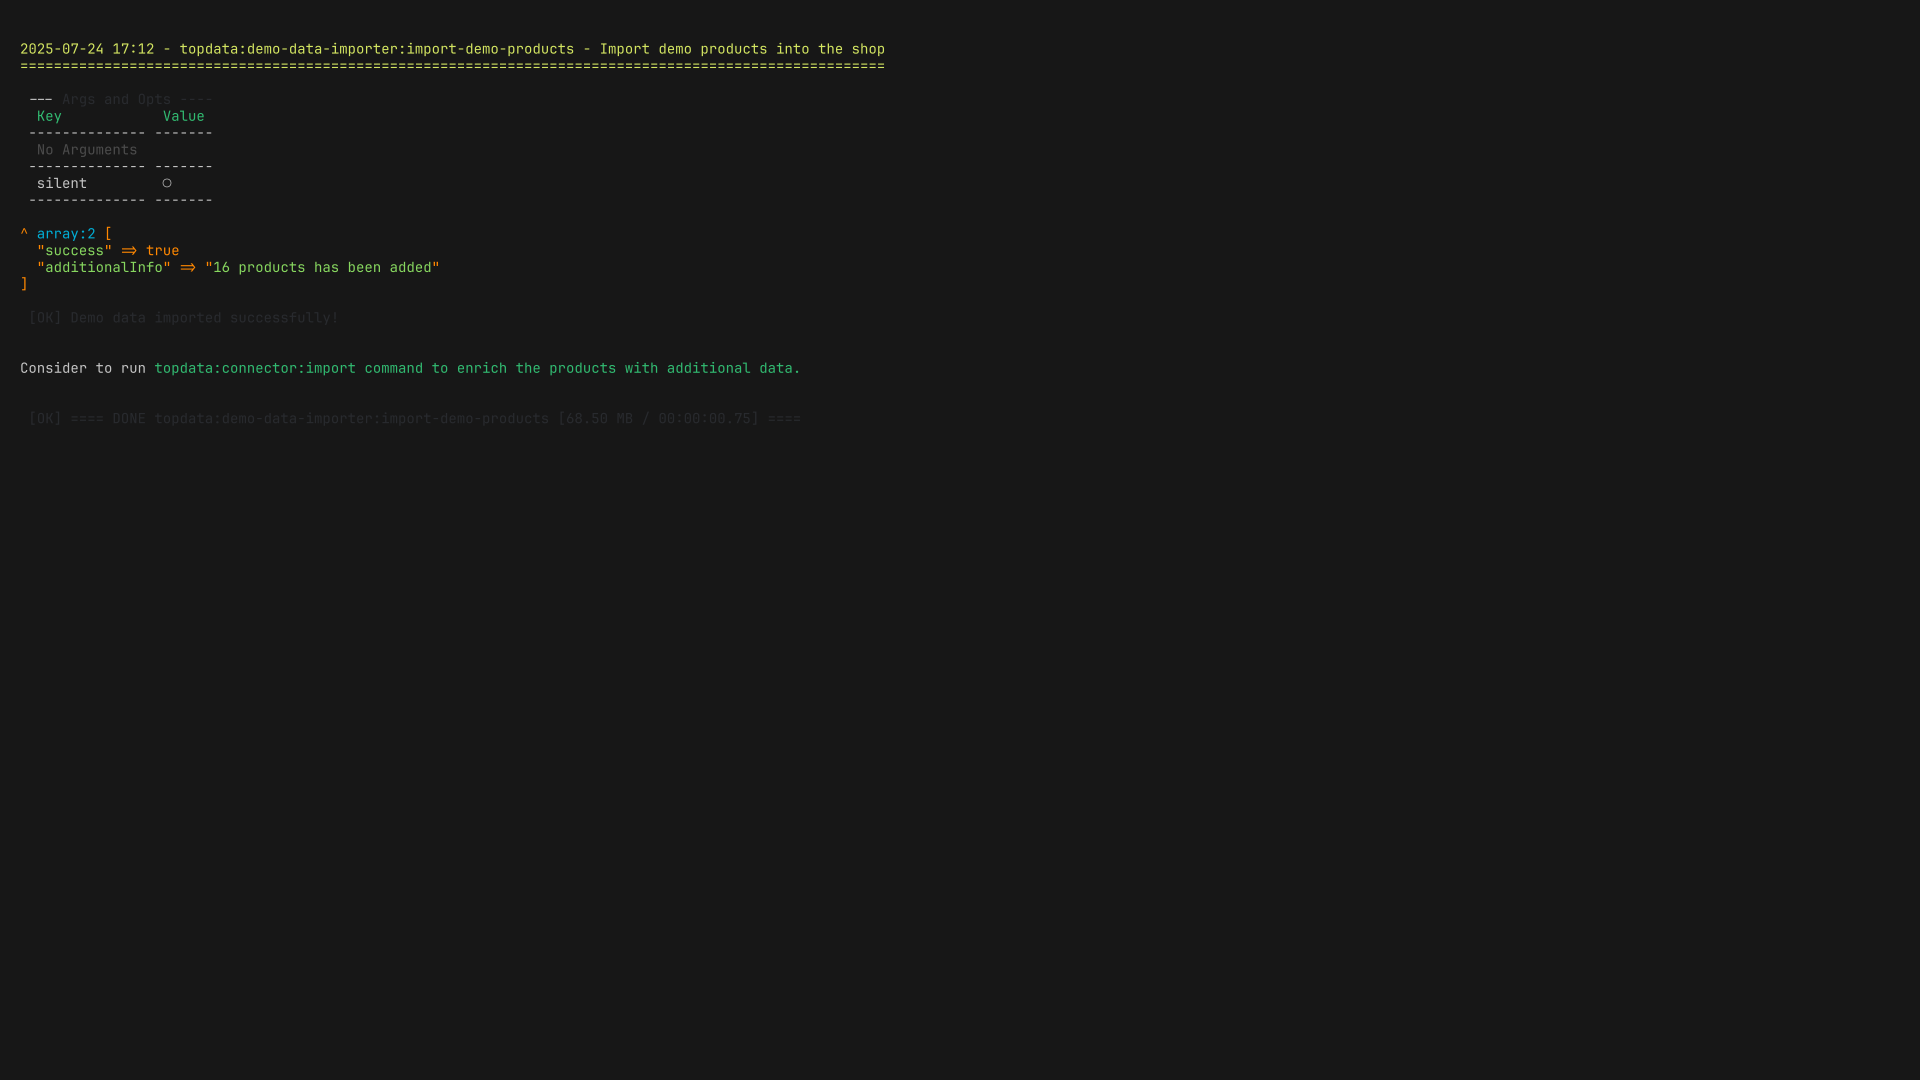 2025-07-24 17:12 - topdata:demo-data-importer:import-demo-products - Import demo products into the shop
=======================================================================================================
--- Args and Opts ----
Key Value
-------------- -------
No Arguments
-------------- -------
silent ○
-------------- -------
^ array:2 [
"success" => true
"additionalInfo" => "16 products has been added"
]
[OK] Demo data imported successfully!
Consider to run topdata:connector:import command to enrich the products with additional data.
[OK] ==== DONE topdata:demo-data-importer:import-demo-products [68.50 MB / 00:00:00.75] ====